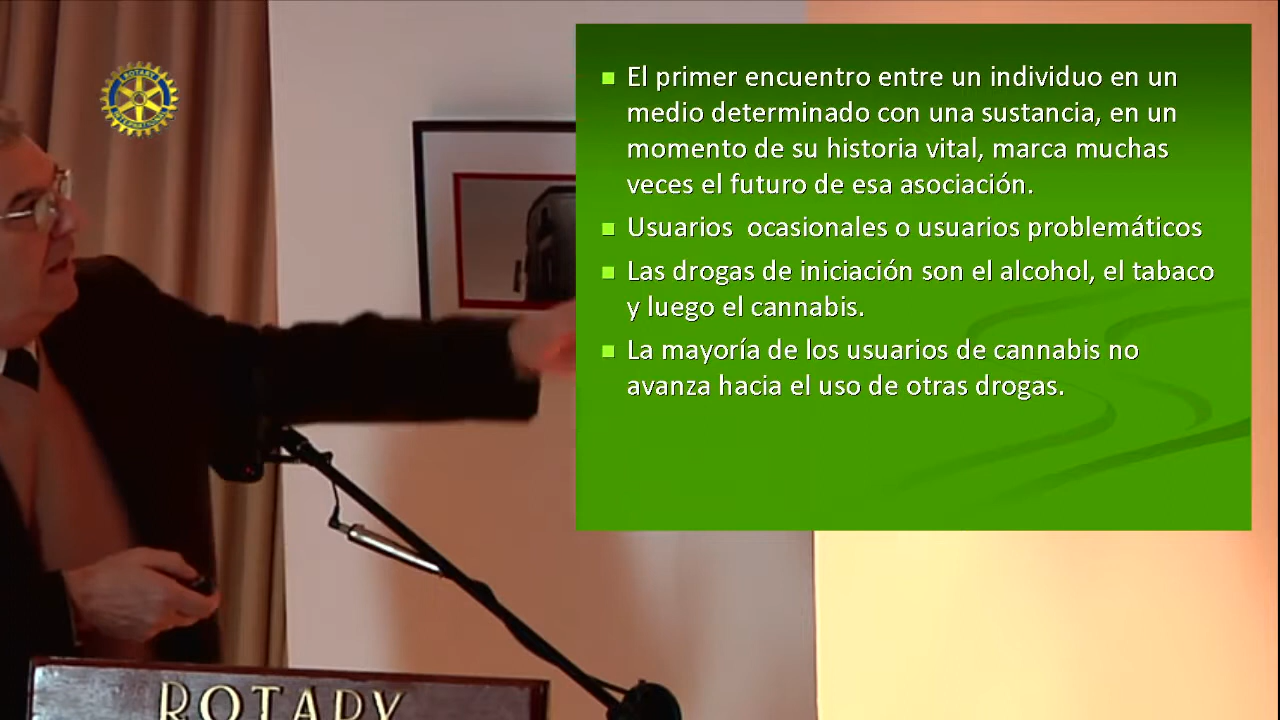 ROTARY
INTERNATIONAL
El primer encuentro entre un individuo en un
medio determinado con una sustancia, en un
momento de su historia vital, marca muchas
veces el futuro de esa asociación.
Usuarios  ocasionales o usuarios problemáticos
Las drogas de iniciación son el alcohol, el tabaco
y luego el cannabis.
La mayoría de los usuarios de cannabis no
avanza hacia el uso de otras drogas.
ROTARY